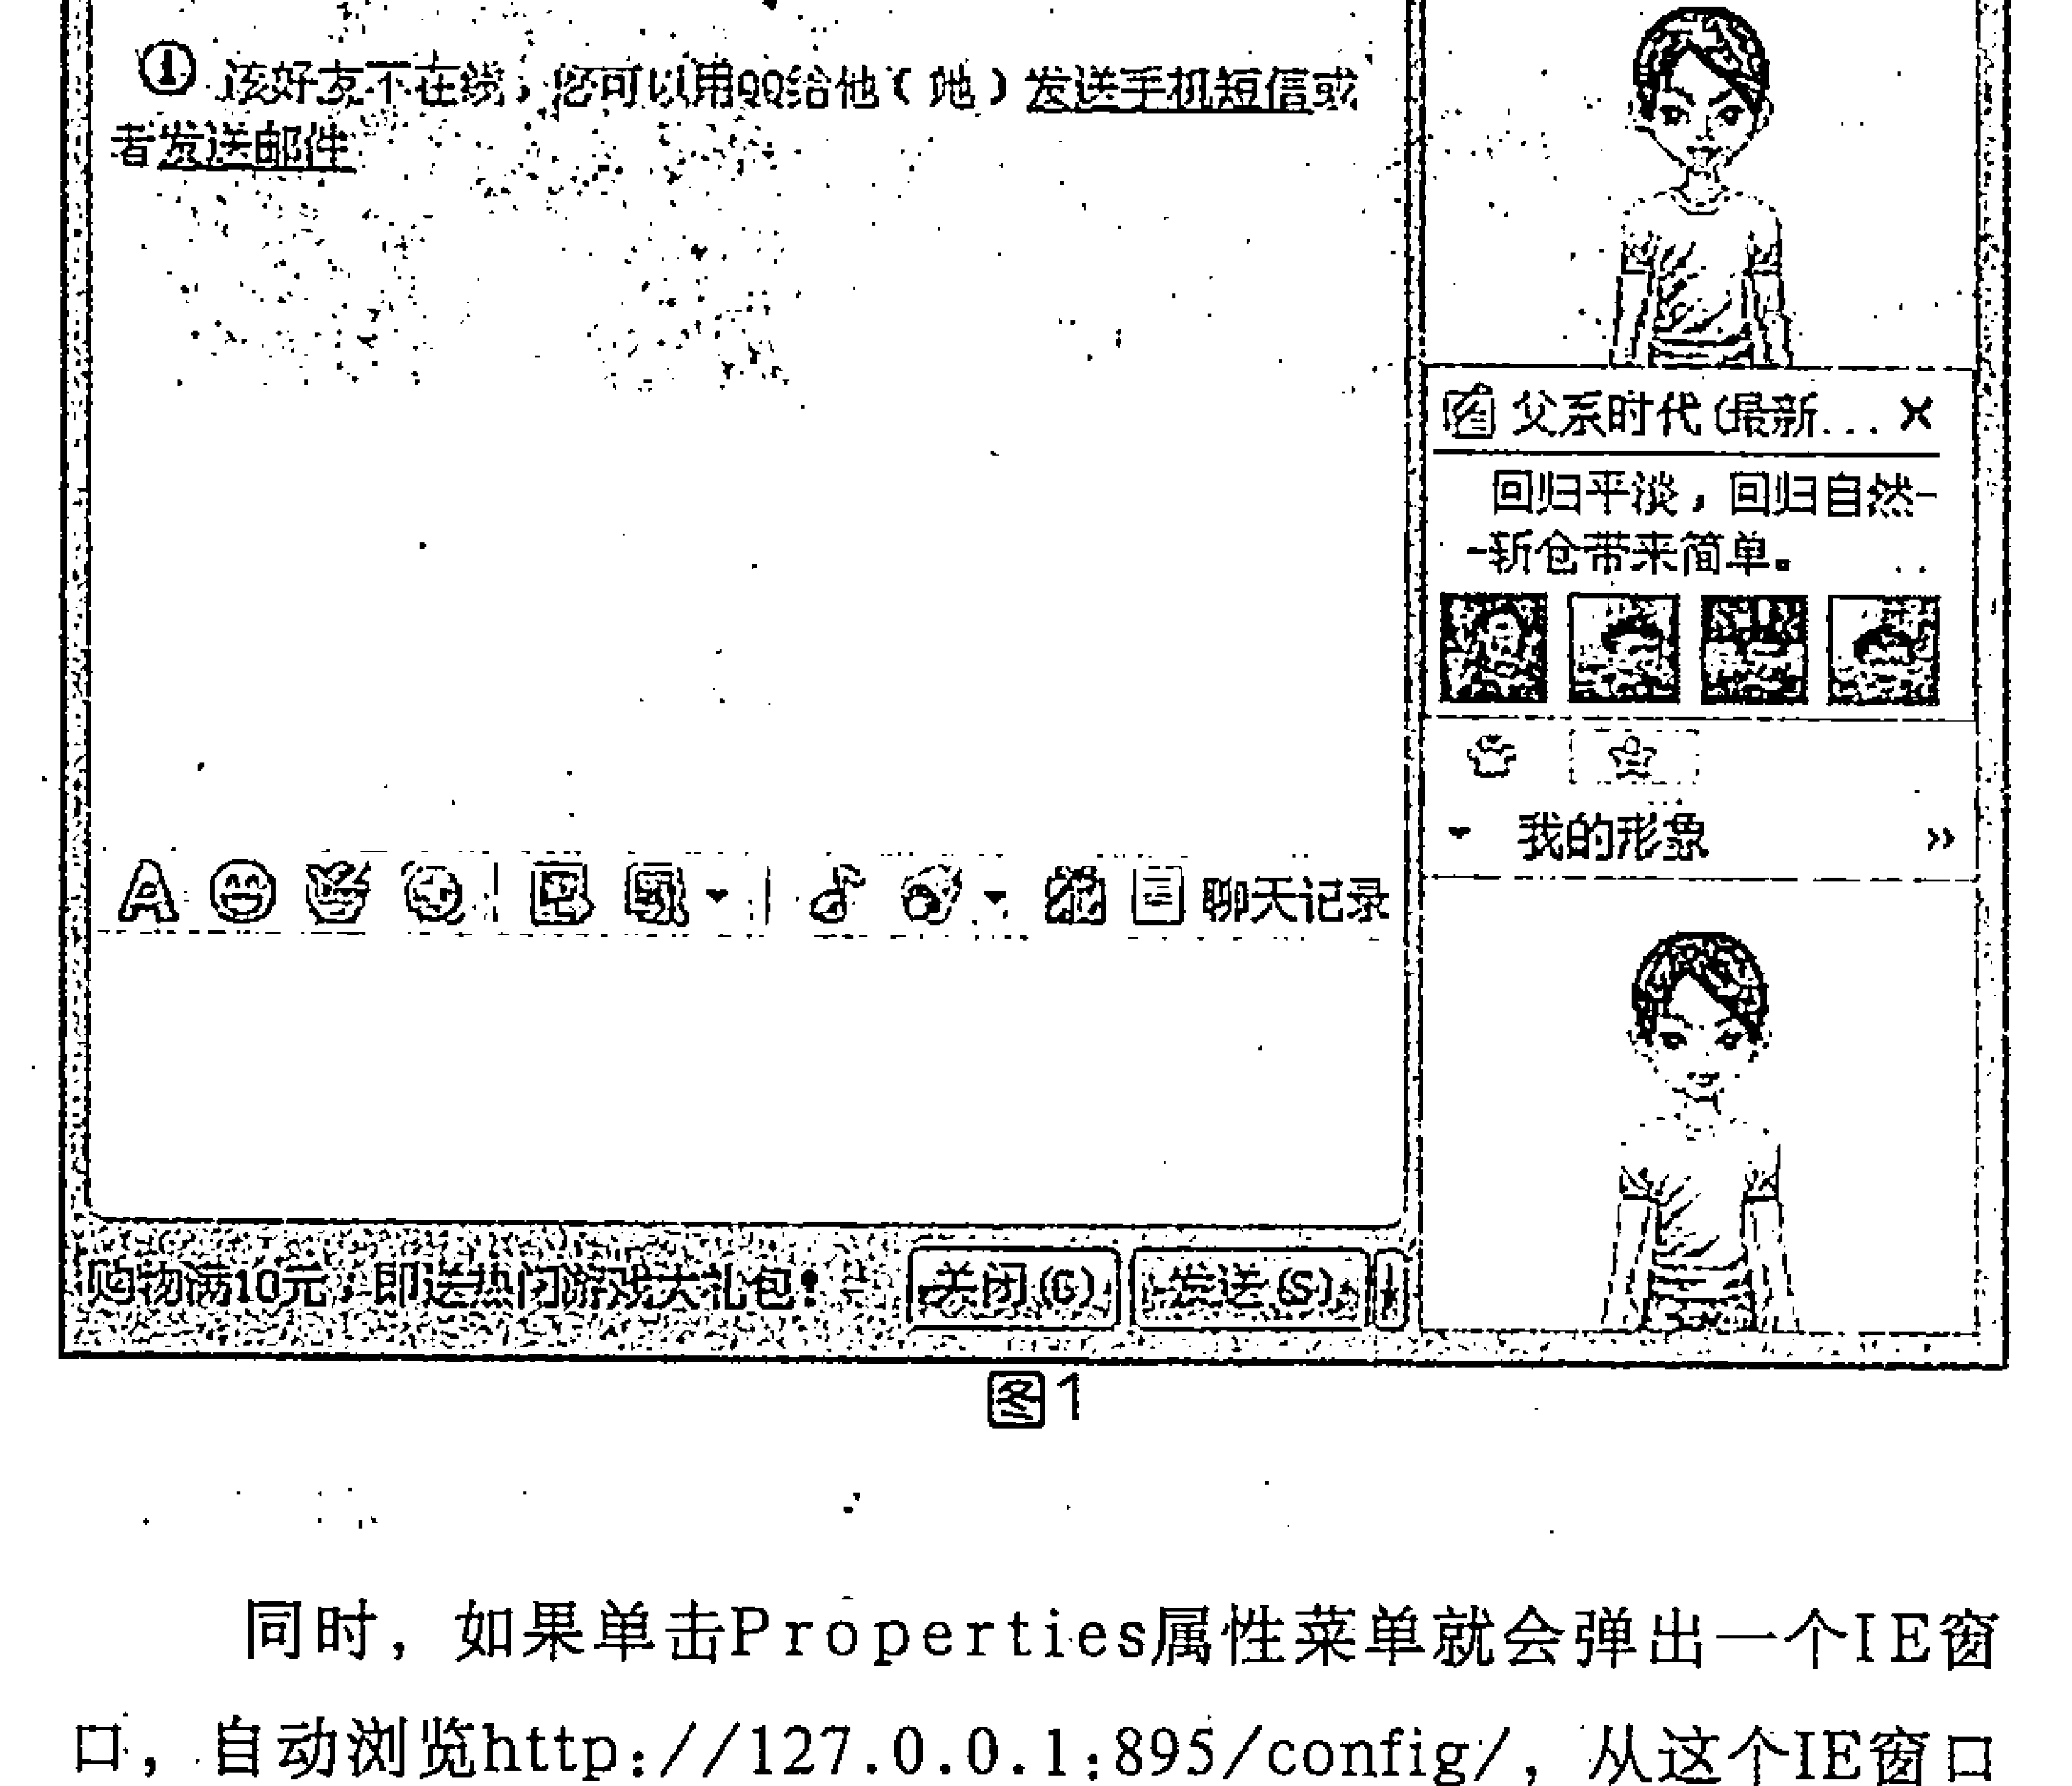 ① 该好友不在线，您可以用QQ给他（她）发送手机短信或
者发送邮件
父系时代(最新...
回归平淡，回归自然-
-斩仓带来简单。
我的形象
聊天记录
购物满10元，即送热闭游戏大礼包！
关闭(C)
发送(S)
图1
同时，如果单击Properties属性菜单就会弹出一个IE窗
口，自动浏览http://127.0.0.1:895/config/，从这个IE窗口